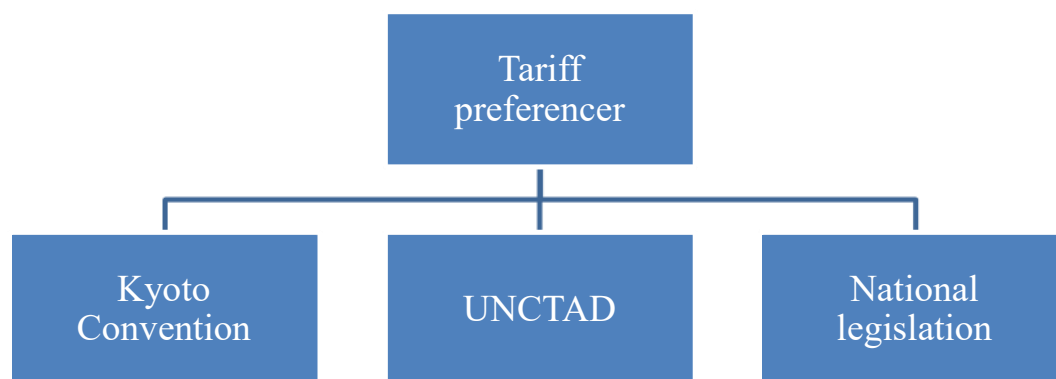 Tariff
preferencer
Kyoto
Convention
UNCTAD
National
legislation